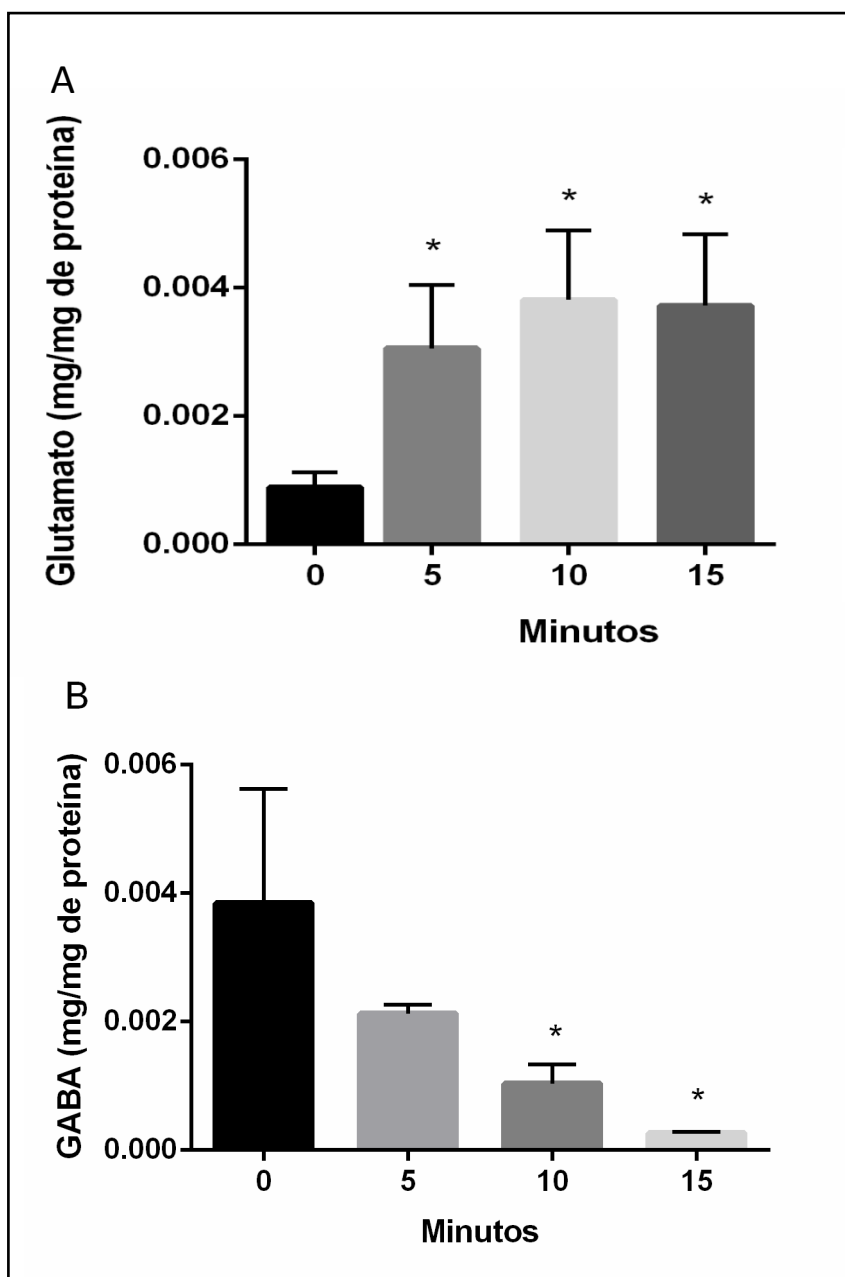 A
Glutamato (mg/mg de proteína)
0.006
0.004
0.002
0.000
*
*
*
0 5 10 15
Minutos
B
GABA (mg/mg de proteína)
0.006
0.004
0.002
0.000
*
*
0 5 10 15
Minutos